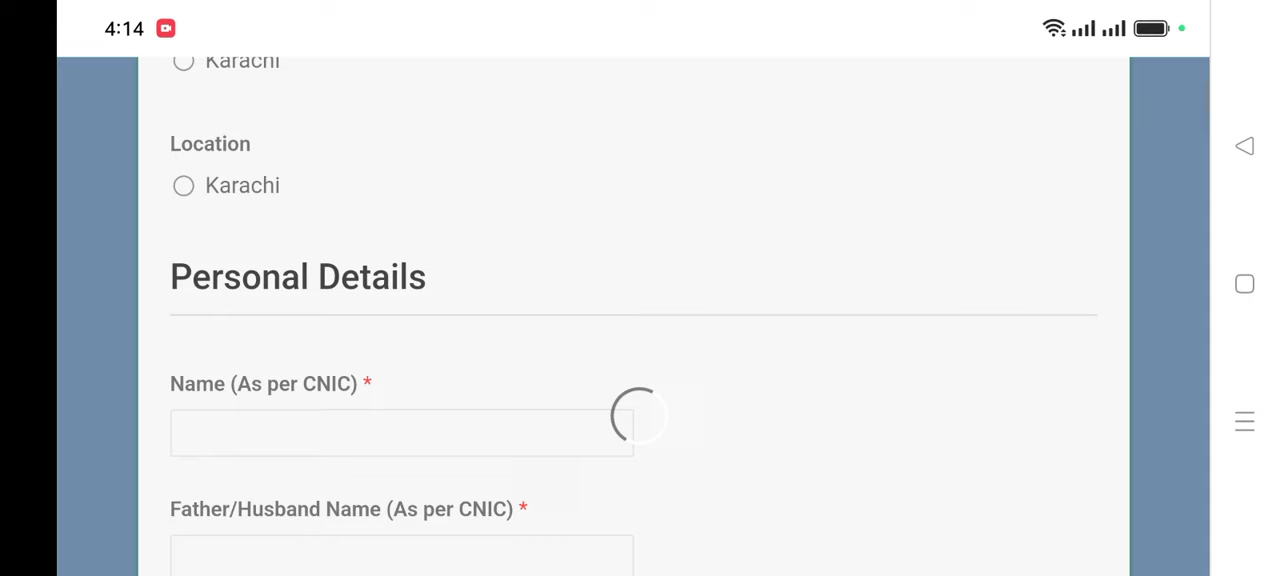 4:14
Karachi
Location
Karachi
Personal Details
Name (As per CNIC) *
Father/Husband Name (As per CNIC) *